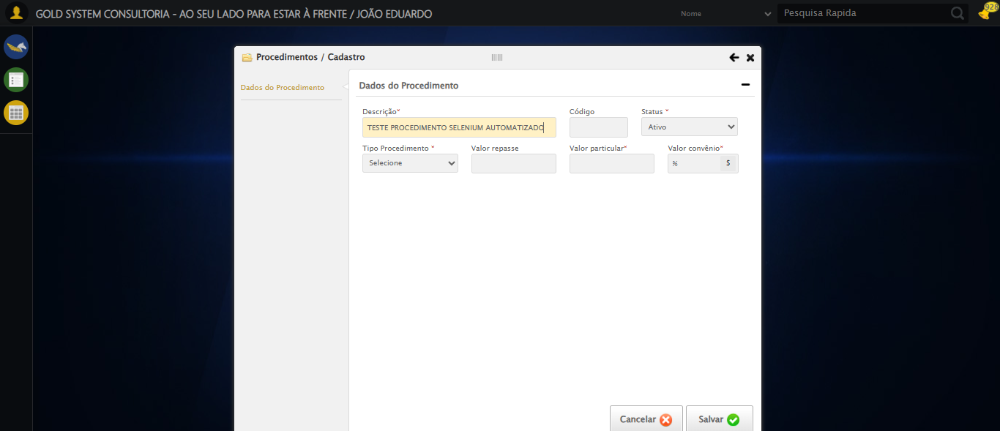 GOLD SYSTEM CONSULTORIA - AO SEU LADO PARA ESTAR À FRENTE / JOÃO EDUARDO
Nome
Pesquisa Rapida
928
Procedimentos / Cadastro
Dados do Procedimento
Dados do Procedimento
Descrição*
Código
Status *
TESTE PROCEDIMENTO SELENIUM AUTOMATIZADO
Ativo
Tipo Procedimento *
Valor repasse
Valor particular*
Valor convênio*
Selecione
%
$
Cancelar
Salvar